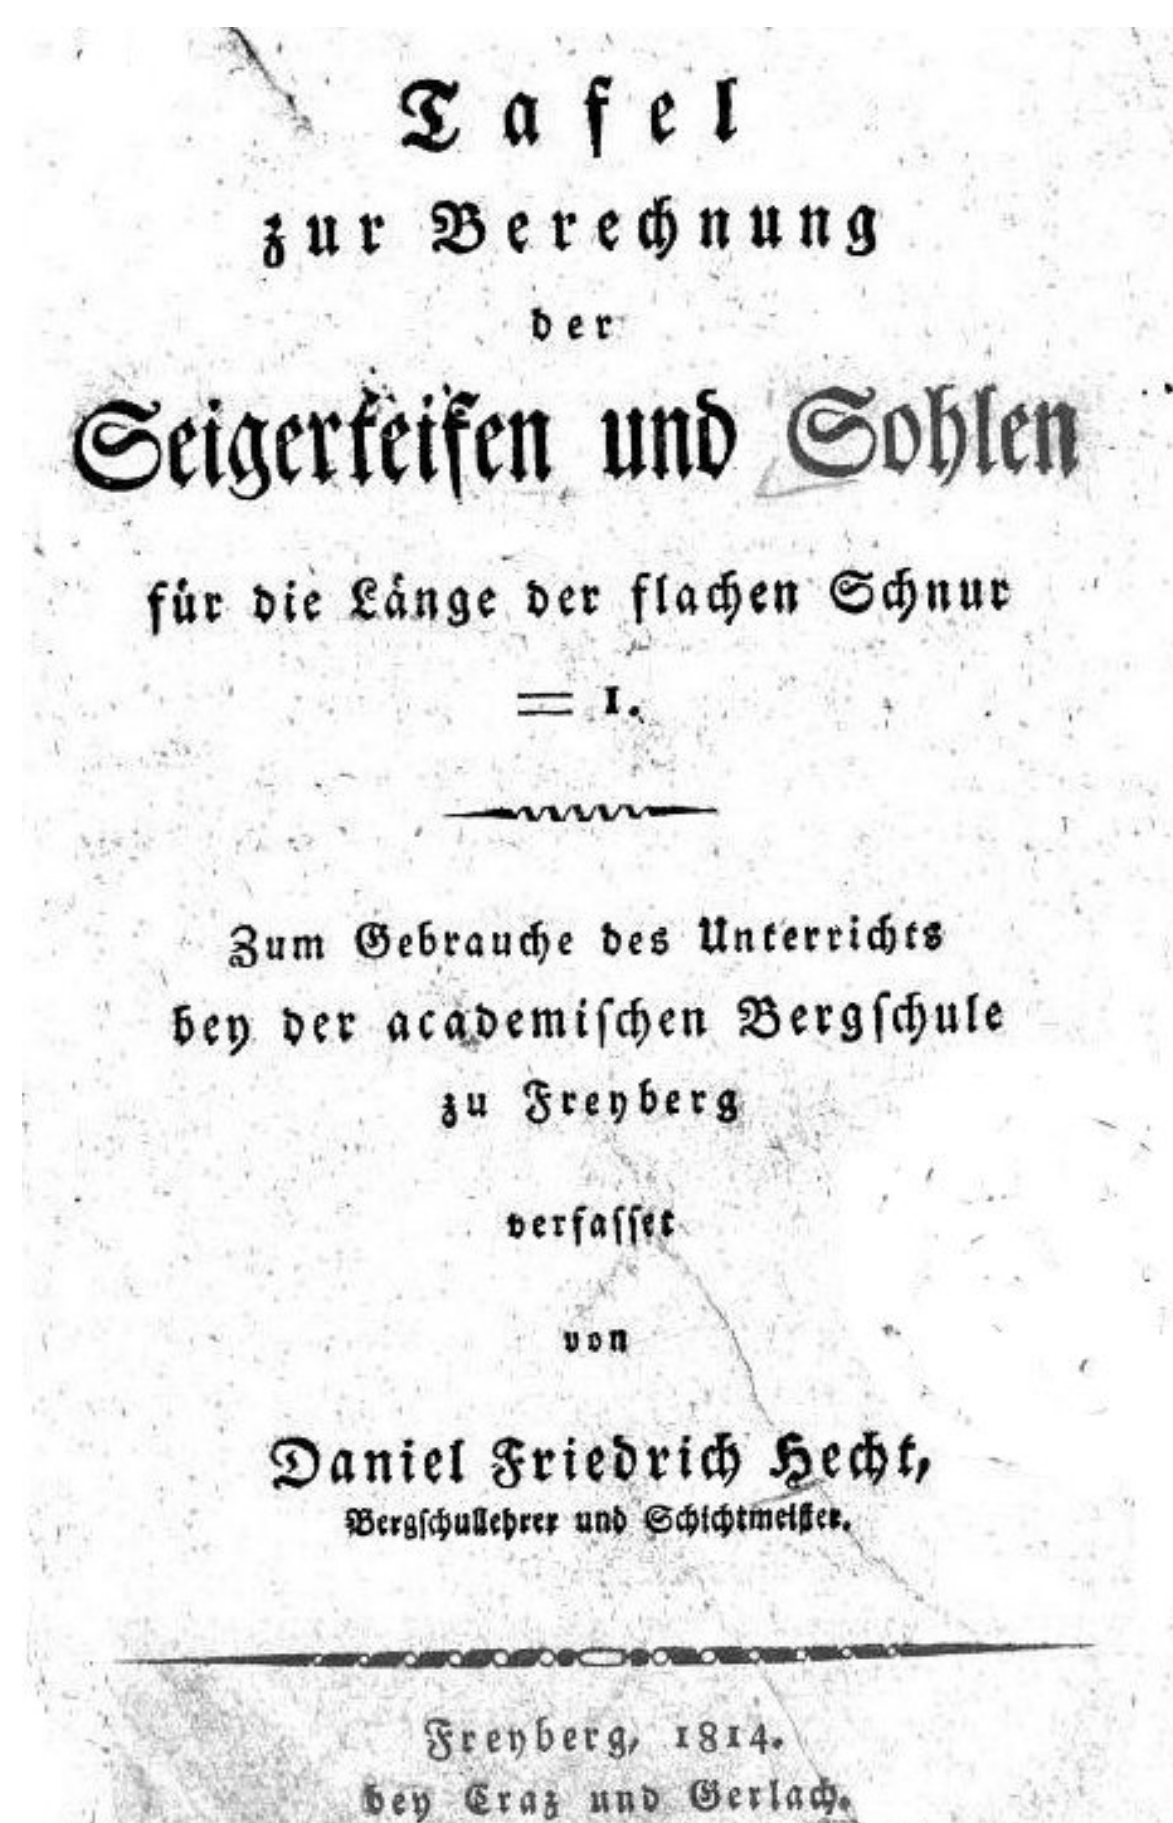 Tafel
zur Berechnung
der
Seigerteifen und Sohlen
für die Länge der flachen Schnur
= 1.
Zum Gebrauche des Unterrichts
bey der academiſchen Bergſchule
zu Freyberg
verfaſſet
von
Daniel Friedrich Hecht,
Bergſchullehrer und Schichtmeiſter.
Freyberg, 1814.
bey Craz und Gerlach.